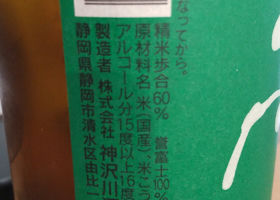 なってから。
精米歩合60% 誉富士100%
原材料名 米(国産)、米こう
アルコール分15度以上16度
製造者 株式会社 神沢川
静岡県静岡市清水区由比